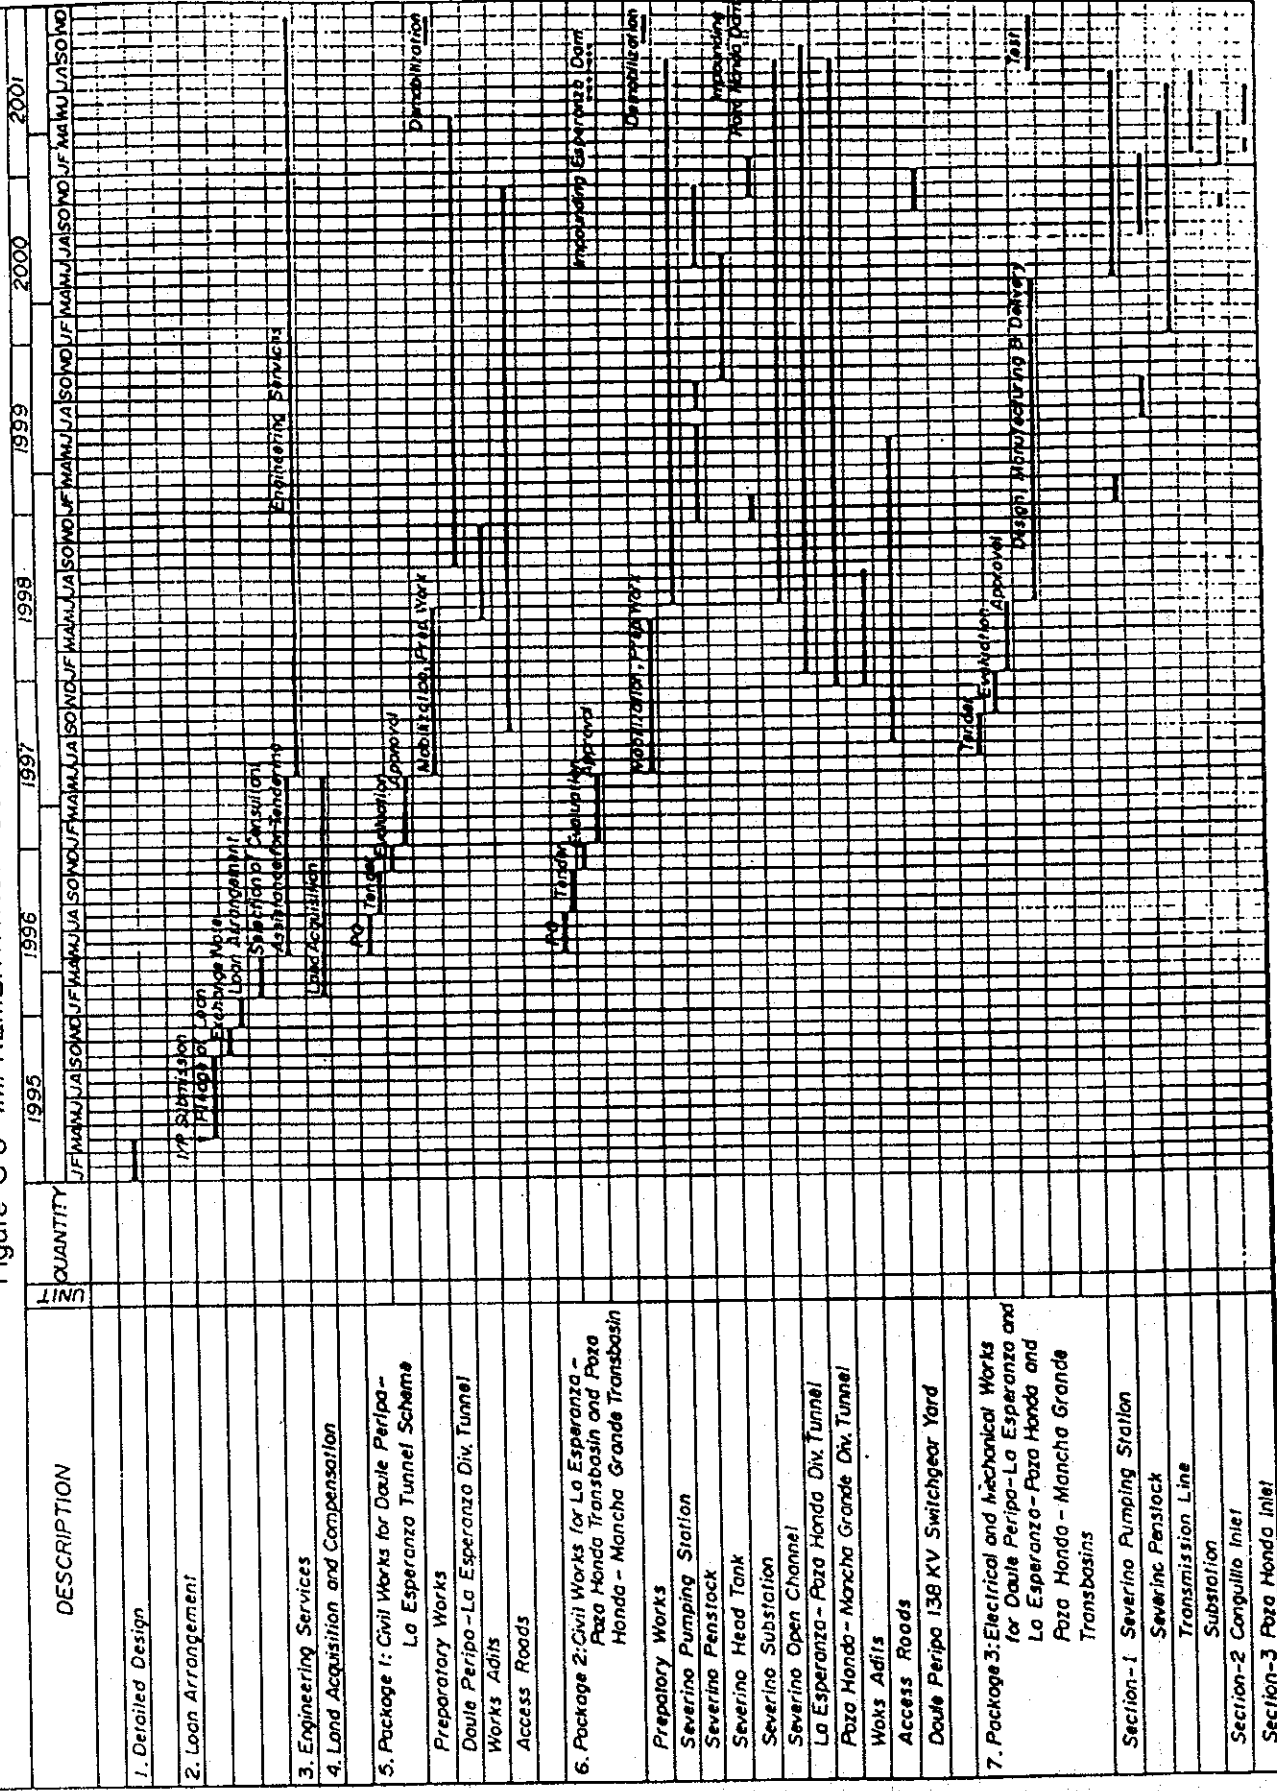 DESCRIPTION
UNIT
QUANTITY
1995
1996
1997
1998
1999
2000
2001
JFMAMJJASONDJFMAMJJASONDJFMAMJJASONDJFMAMJJASONDJFMAMJJASONDJFMAMJJASONDJFMAMJJASOND
1. Detailed Design
2. Loan Arrangement
I/P Submission
Loan
Exchange Note
Loan Arrangement
Selection of Consultant
3. Engineering Services
Assistance for Tendering
Engineering Services
4. Land Acquisition and Compensation
Land Acquisition
5. Package 1: Civil Works for Daule Peripa-
La Esperanza Tunnel Scheme
PQ
Tender
Evaluation
Approval
Mobilization, Prep. Work
Demobilization
Preparatory Works
Daule Peripa-La Esperanza Div. Tunnel
Works Adits
Access Roads
6. Package 2: Civil Works for La Esperanza-
Poza Honda Transbasin and Poza
Honda - Mancha Grande Transbasin
PQ
Tender
Evaluation
Approval
Impounding Esperanza Dam
Mobilization, Prep. Work
Demobilization
Prepatory Works
Severino Pumping Station
Severino Penstock
Severino Head Tank
Impounding
Poza Honda Dam
Severino Substation
Severino Open Channel
La Esperanza - Poza Honda Div. Tunnel
Poza Honda - Mancha Grande Div. Tunnel
Woks Adits
Access Roads
Daule Peripa 138 KV Switchgear Yard
7. Package 3: Electrical and Mechanical Works
for Daule Peripa-La Esperanza and
La Esperanza-Poza Honda and
Poza Honda - Mancha Grande
Transbasins
Tender
Evaluation
Approval
Design Manufacturing & Delivery
Test
Section-1 Severino Pumping Station
Severino Penstock
Transmission Line
Substation
Section-2 Conguillo Inlet
Section-3 Poza Honda Inlet